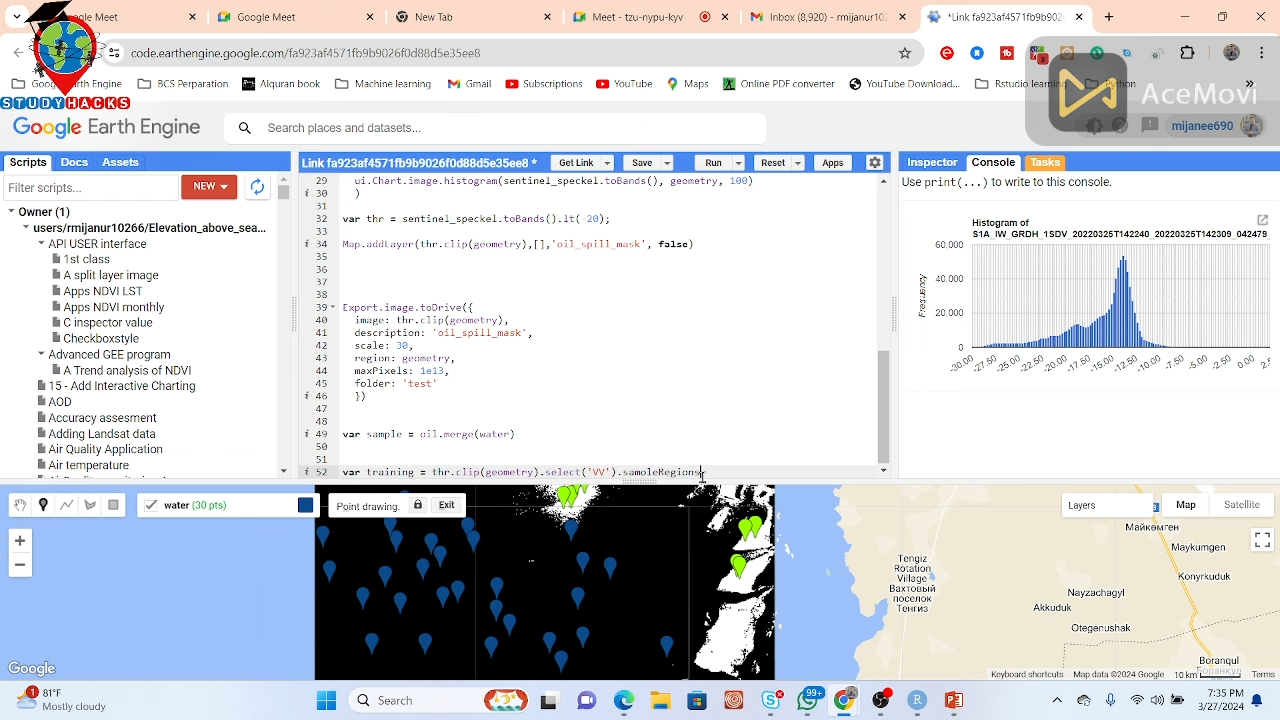 Google Meet
New Tab
Meet - tzu-nypu-kyv
Inbox (8,920) - rmijanur102
*Link fa923af4571fb9b9026
code.earthengine.google.com/fa923af4571fb9b9026f0d88d5e35ee8
Google Earth Engine
BCS Perparation
Alquran book
Machine learning
Gmail
Subscriptions
YouTube
Maps
Online PDF converter
YouTube Download...
Rstudio learning
Python
STUDYHACKS
AceMovi
Google Earth Engine
Search places and datasets...
mijanee690
Scripts
Docs
Assets
Link fa923af4571fb9b9026f0d88d5e35ee8 *
Get Link
Save
Run
Reset
Apps
Inspector
Console
Tasks
Filter scripts...
NEW
Owner (1)
users/rmijanur10266/Elevation_above_sea...
API USER interface
1st class
A split layer image
Apps NDVI LST
Apps NDVI monthly
C inspector value
Checkboxstyle
Advanced GEE program
A Trend analysis of NDVI
15 - Add Interactive Charting
AOD
Accuracy assesment
Adding Landsat data
Air Quality Application
Air temperature
29 ui.Chart.image.histogram(sentinel_speckel.toBands(), geometry, 100)
i 30 )
31
32 var thr = sentinel_speckel.toBands().lt(-20);
33
i 34 Map.addLayer(thr.clip(geometry),[],'oil_spill_mask', false)
35
36
37
38
39 Export.image.toDrive({
40 image: thr.clip(geometry),
41 description: 'oil_spill_mask',
42 scale: 30,
43 region: geometry,
44 maxPixels: 1e13,
45 folder: 'test'
i 46 })
47
48
i 49 var sample = oil.merge(water)
50
51
i 52 var training = thr.clip(geometry).select('VV').samoleRegions
Use print(...) to write to this console.
Histogram of
S1A_IW_GRDH_1SDV_20220325T142240_20220325T142309_042479_
Frequency
60,000
40,000
20,000
0
-30.00
-27.50
-25.00
-22.50
-20.00
-17.50
-15.00
-12.50
-10.00
-7.50
-5.00
-2.50
0.00
water (30 pts)
Point drawing.
Exit
Layers
Map
Satellite
+
−
Майкөмген
Maykumgen
Tengiz
Rotation
Village
Вахтовый
поселок
Тенгиз
Konyrkuduk
Nayzachagyl
Akkuduk
Otegenushak
Boranqul
Боранкул
Google
Keyboard shortcuts
Map data ©2024 Google
10 km
Terms
1
81°F
Mostly cloudy
Search
99+
7:35 PM
3/27/2024